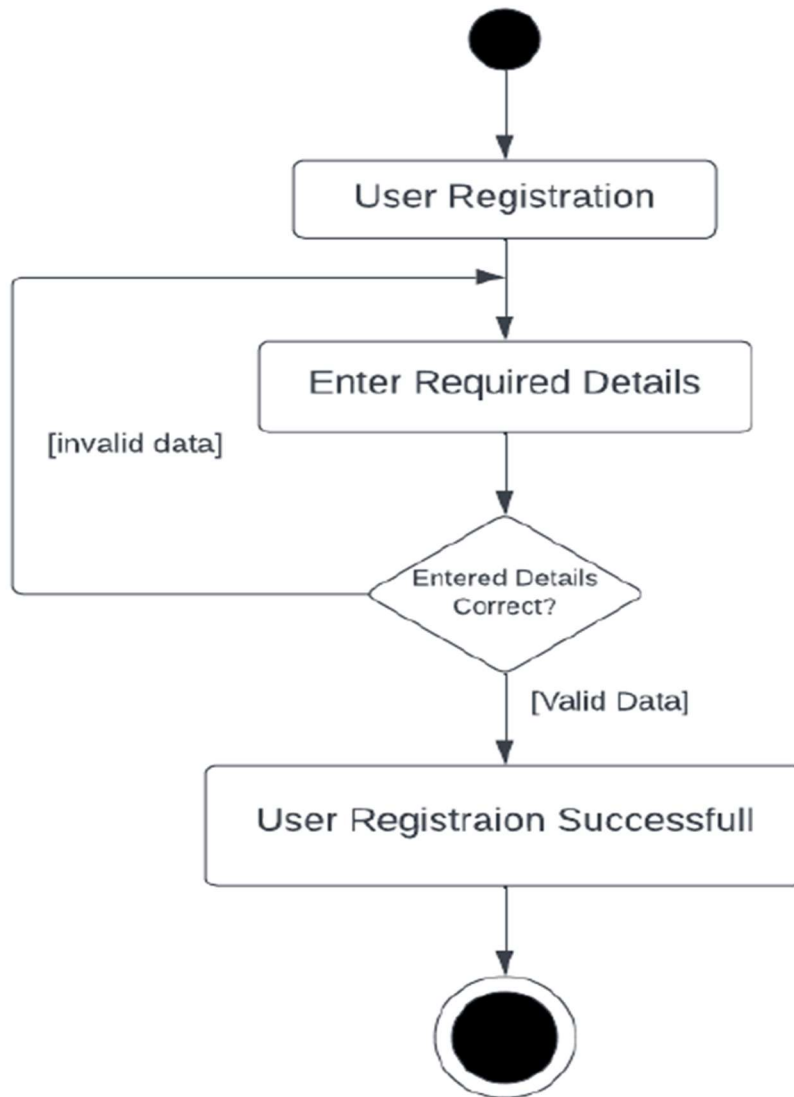 User Registration
Enter Required Details
[invalid data]
Entered Details
Correct?
[Valid Data]
User Registraion Successfull